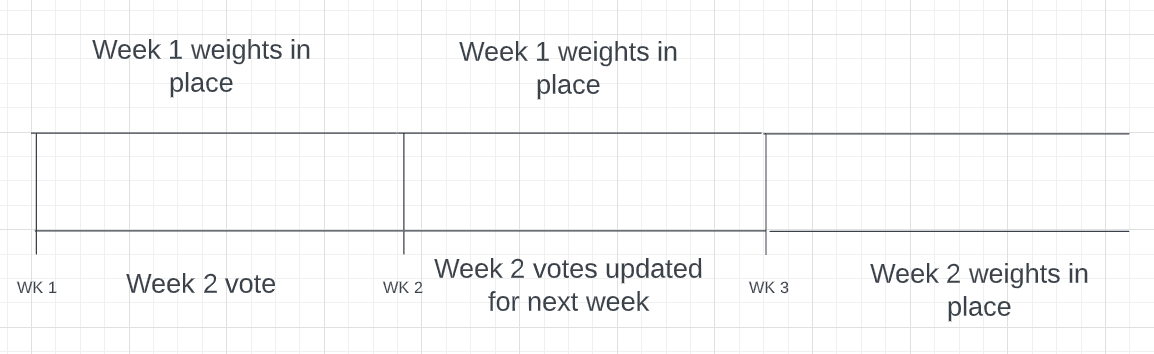 Week 1 weights in
place
Week 1 weights in
place
WK 1
Week 2 vote
WK 2
Week 2 votes updated
for next week
WK 3
Week 2 weights in
place